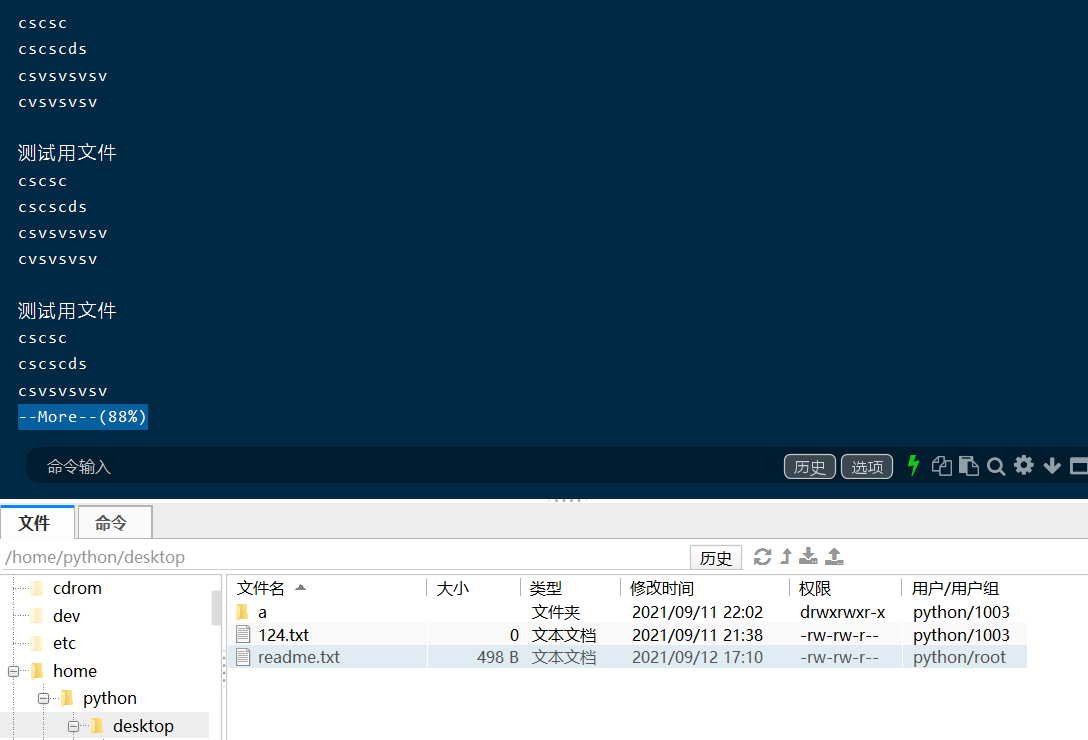 cscsc
cscscds
csvsvsvsv
cvsvsvsv
测试用文件
cscsc
cscscds
csvsvsvsv
cvsvsvsv
测试用文件
cscsc
cscscds
csvsvsvsv
--More--(88%)
命令输入 历史 选项
文件 命令
/home/python/desktop 历史
cdrom
dev
etc
home
python
desktop
文件名 大小 类型 修改时间 权限 用户/用户组
a 文件夹 2021/09/11 22:02 drwxrwxr-x python/1003
124.txt 0 文本文档 2021/09/11 21:38 -rw-rw-r-- python/1003
readme.txt 498 B 文本文档 2021/09/12 17:10 -rw-rw-r-- python/root